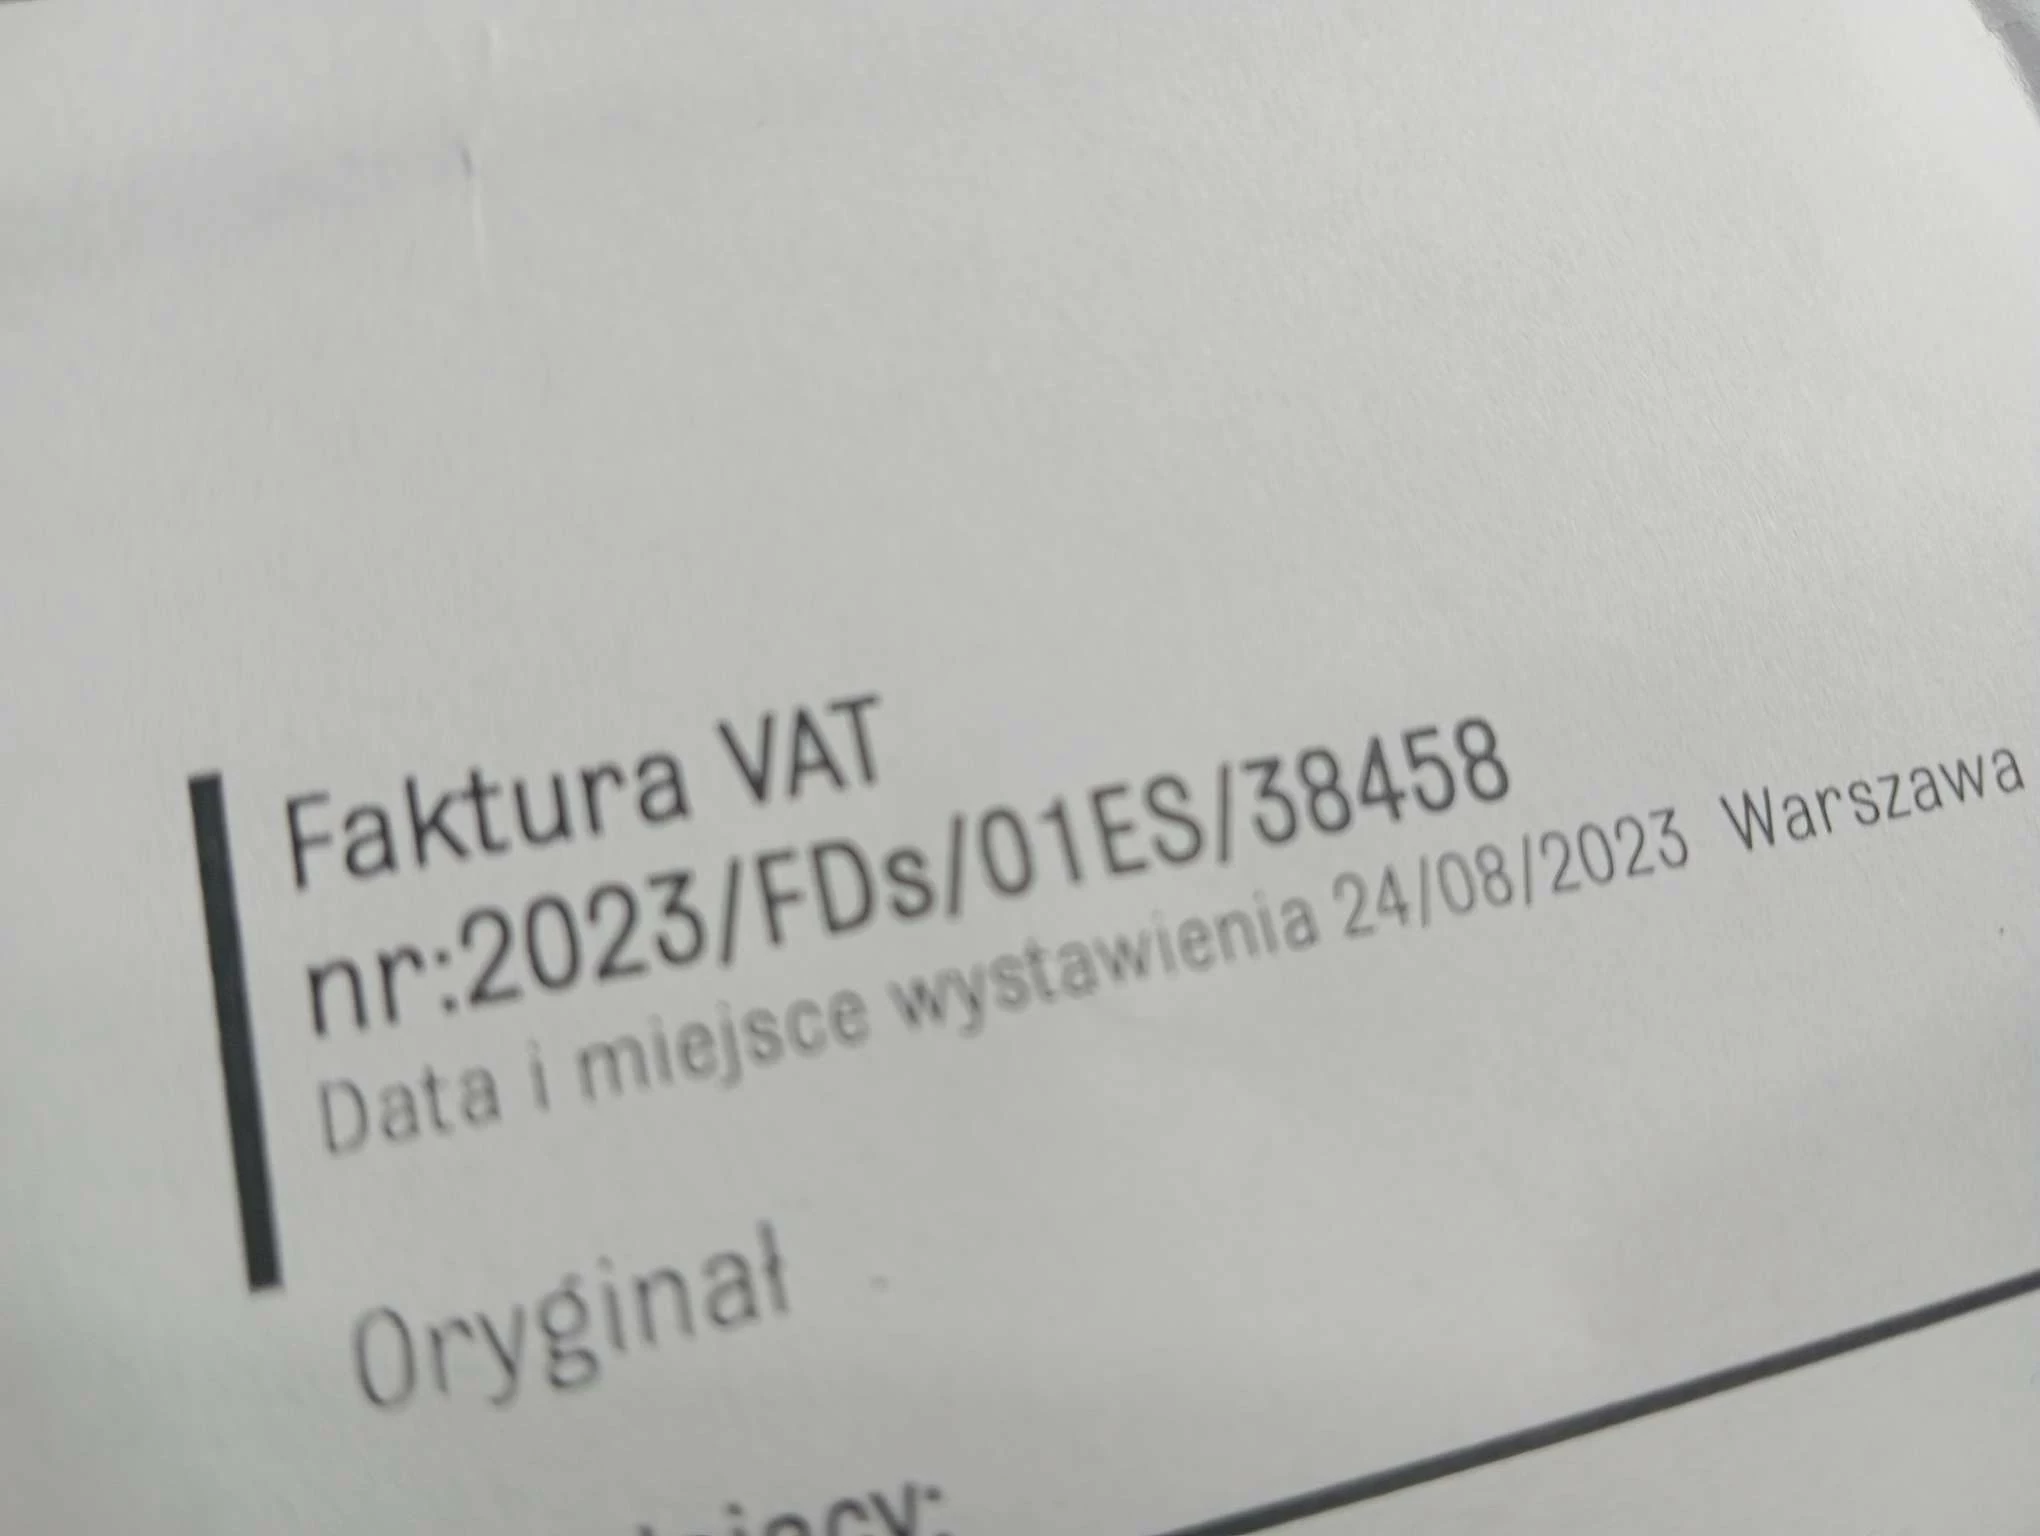 Faktura VAT
nr:2023/FDs/01ES/38458
Data i miejsce wystawienia 24/08/2023 Warszawa
Oryginał